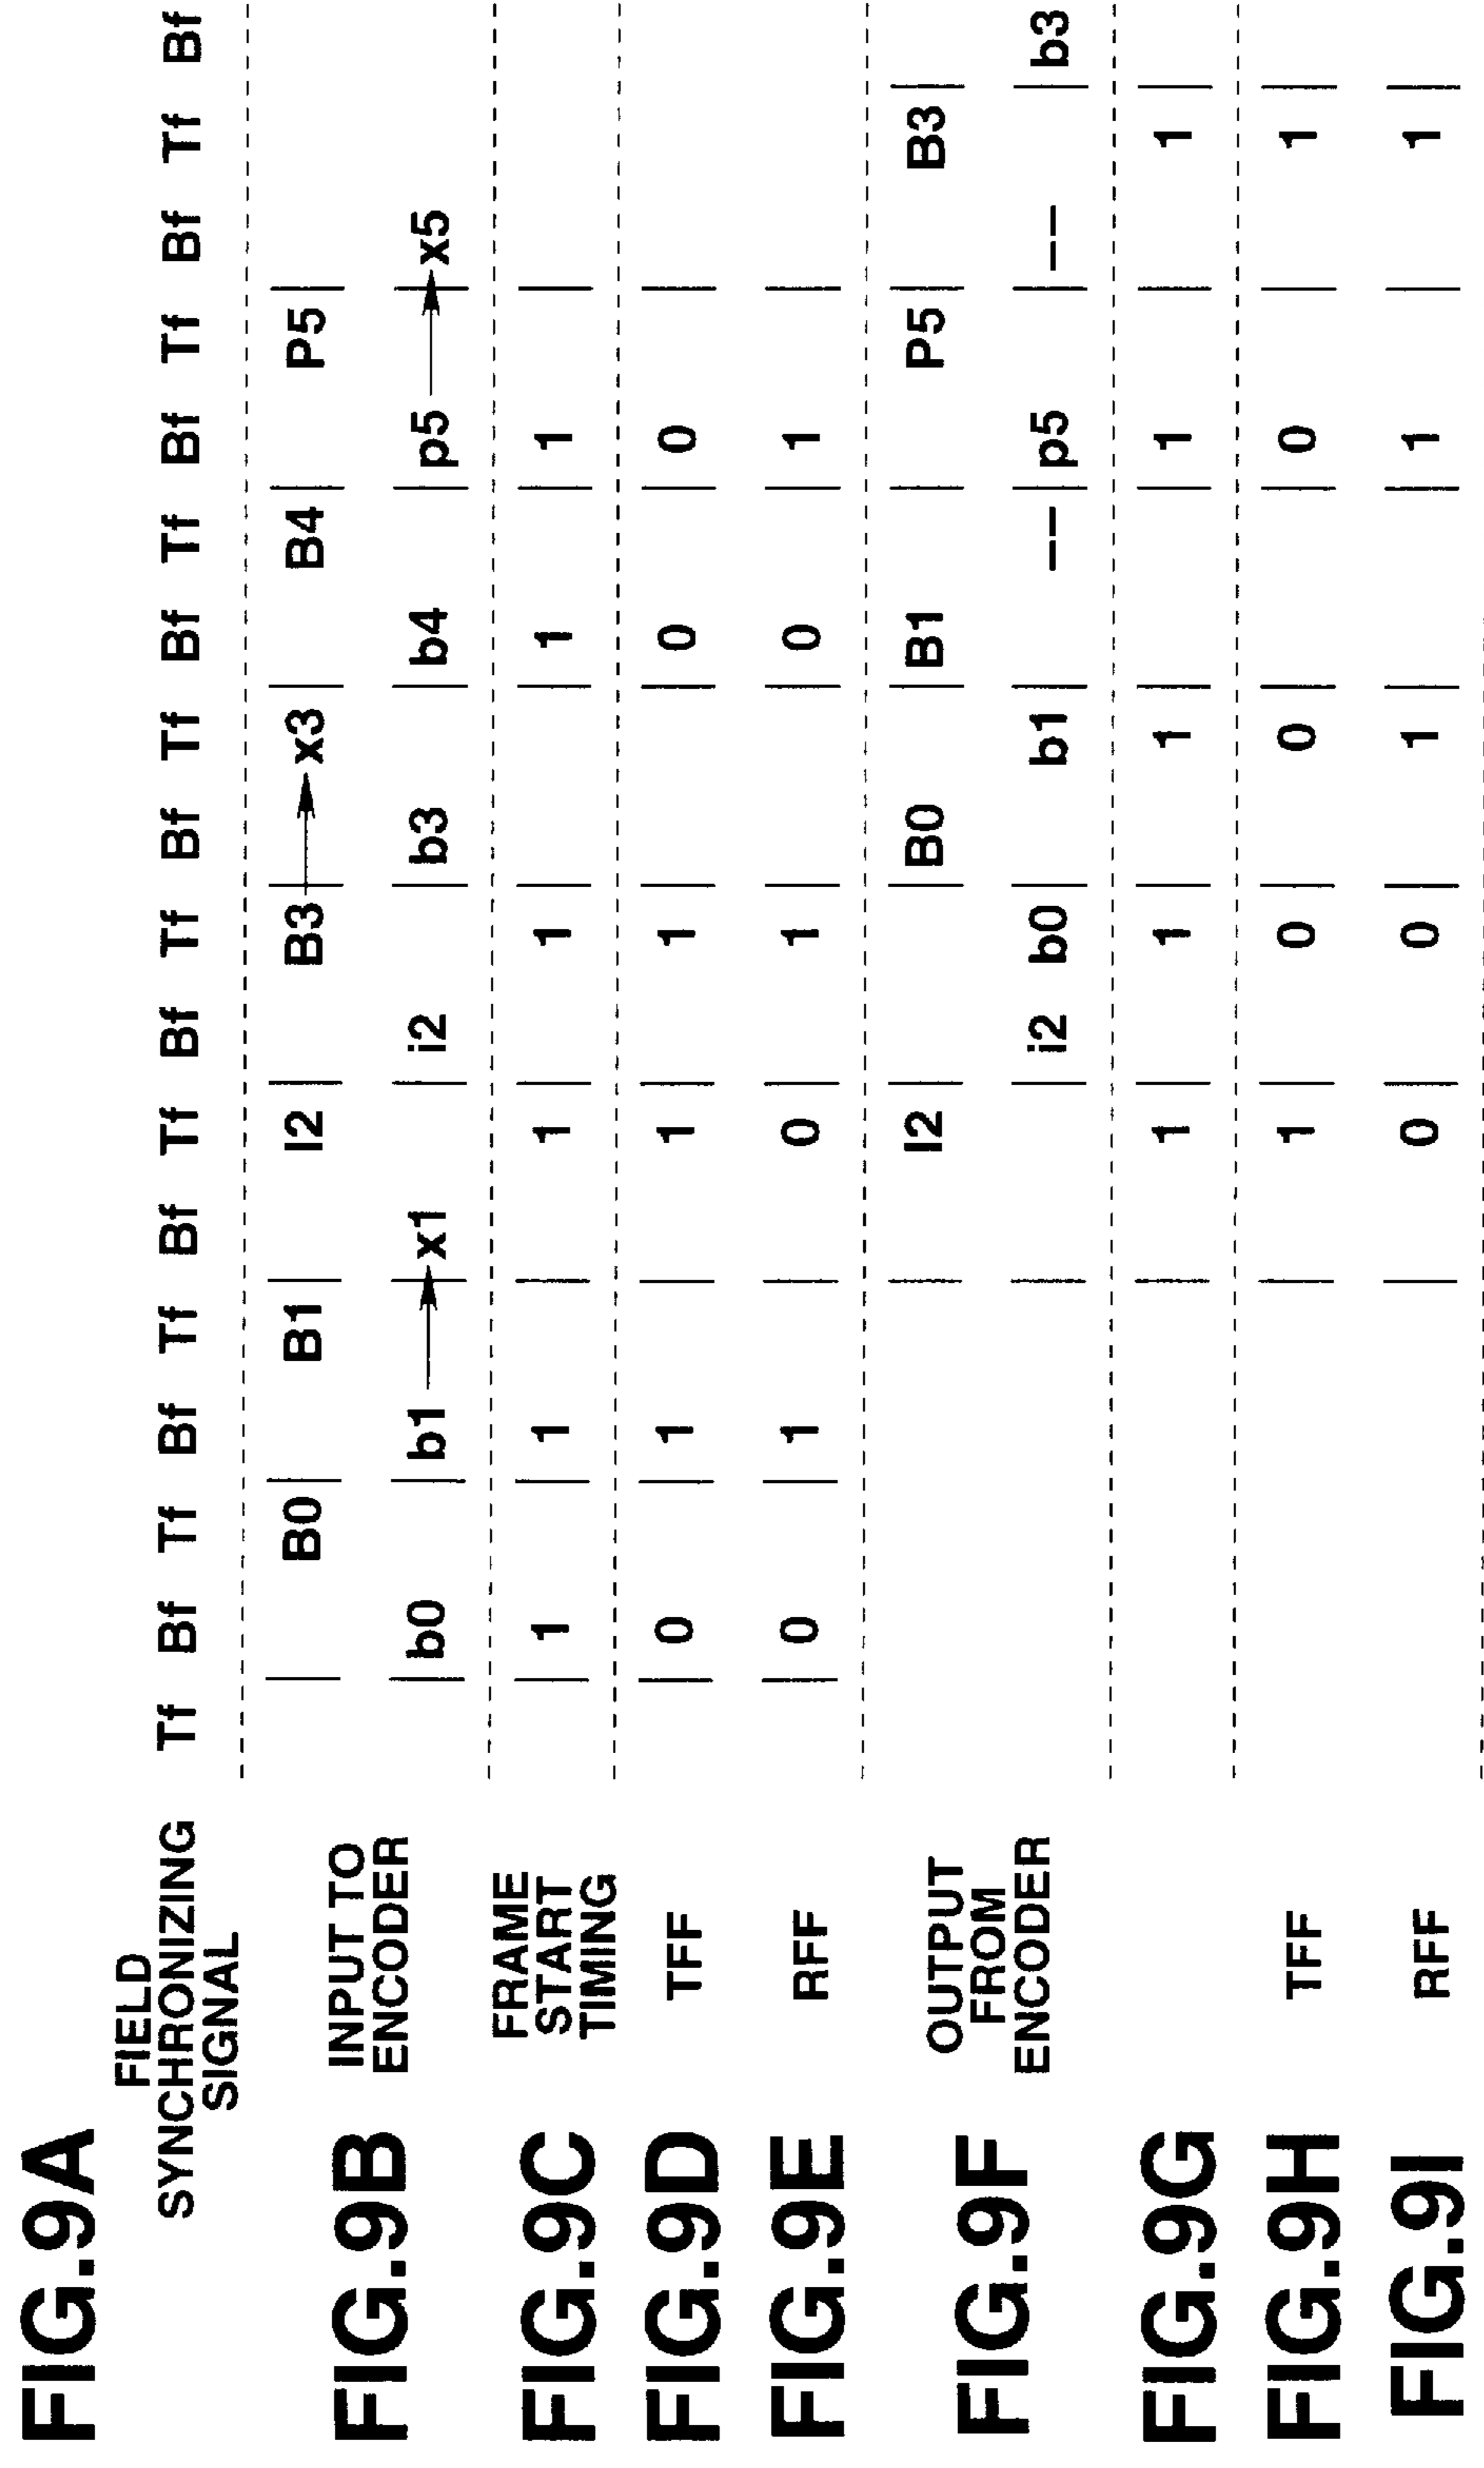 FIG.9A
FIELD
SYNCHRONIZING
SIGNAL
Tf Bf Tf Bf Tf Bf Tf Bf Tf Bf Tf Bf Tf Bf Tf Bf Tf Bf
FIG.9B
INPUT TO
ENCODER
B0 B1 I2 B3 x3 B4 P5
b0 b1 x1 i2 b3 b4 p5 x5
FIG.9C
FRAME
START
TIMING
1 1 1 1 1 1
FIG.9D
TFF
0 1 1 1 0 0
FIG.9E
RFF
0 1 0 1 0 1
FIG.9F
OUTPUT
FROM
ENCODER
I2 B0 B1 P5 B3
i2 b0 b1 -- p5 -- b3
FIG.9G
1 1 1 1 1
FIG.9H
TFF
1 0 0 0 1
FIG.9I
RFF
0 0 1 1 1